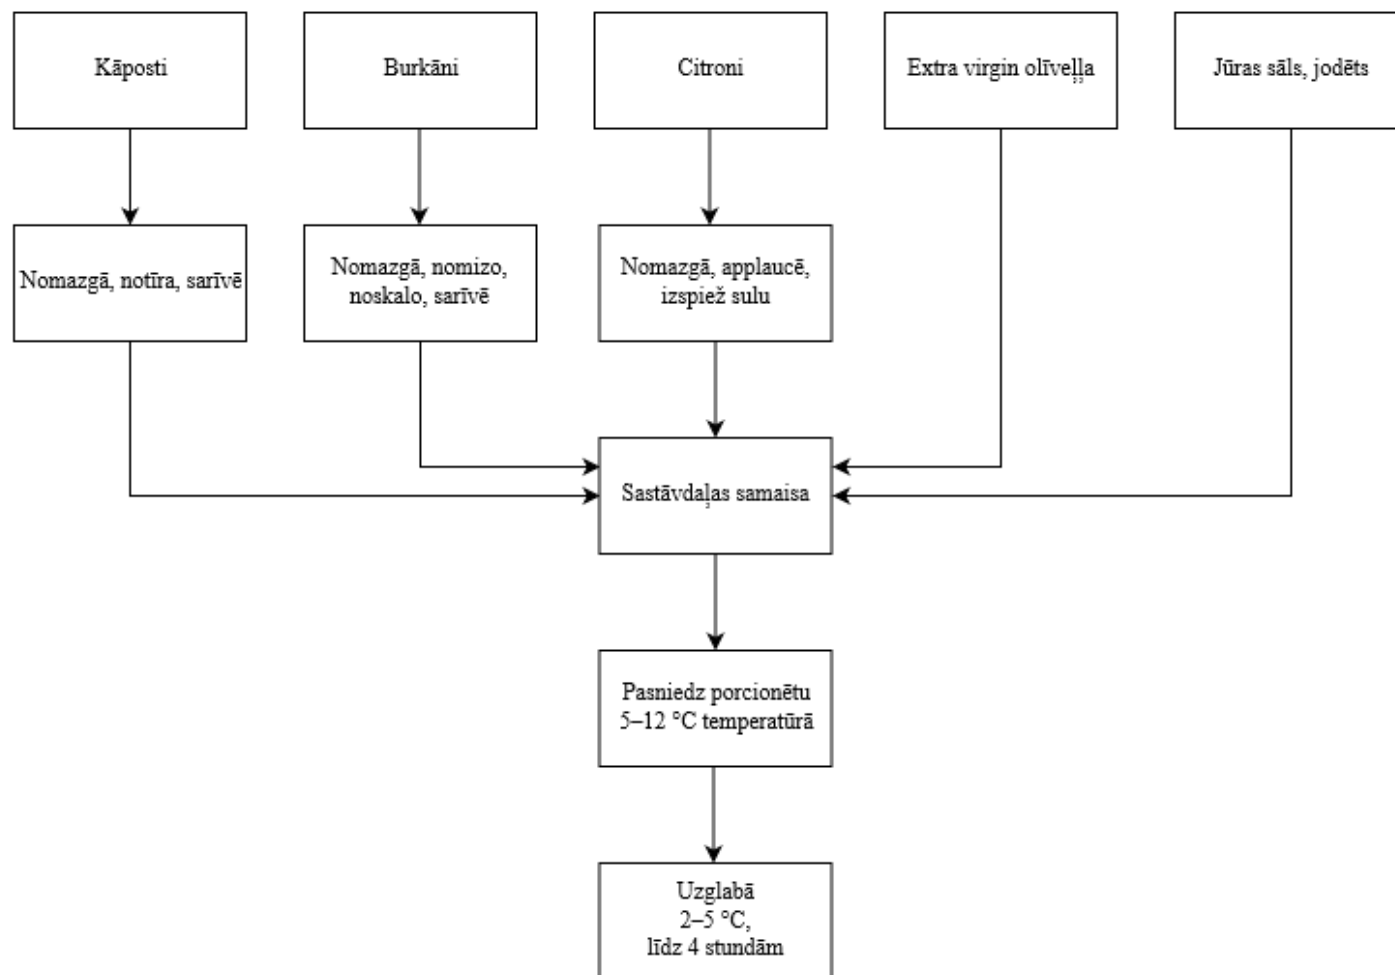 Kāposti
Burkāni
Citroni
Extra virgin olīveļļa
Jūras sāls, jodēts
Nomazgā, notīra, sarīvē
Nomazgā, nomizo,
noskalo, sarīvē
Nomazgā, applaucē,
izspiež sulu
Sastāvdaļas samaisa
Pasniedz porcionētu
5–12 °C temperatūrā
Uzglabā
2–5 °C,
līdz 4 stundām